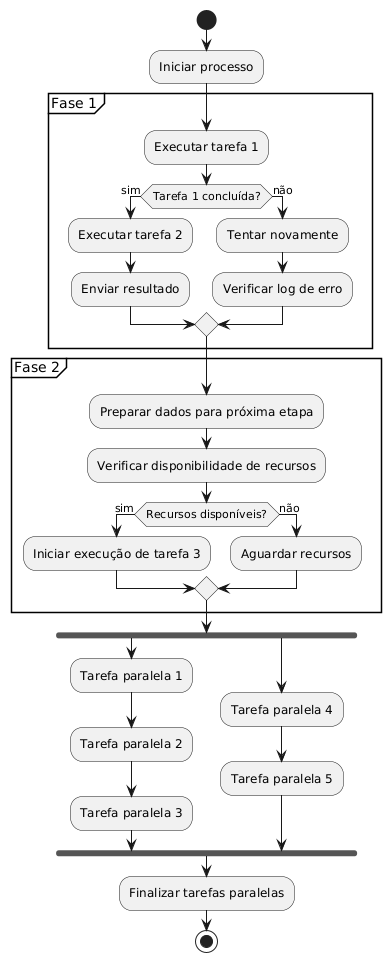 Iniciar processo
Fase 1
Executar tarefa 1
sim
Tarefa 1 concluída?
não
Executar tarefa 2
Tentar novamente
Enviar resultado
Verificar log de erro
Fase 2
Preparar dados para próxima etapa
Verificar disponibilidade de recursos
sim
Recursos disponíveis?
não
Iniciar execução de tarefa 3
Aguardar recursos
Tarefa paralela 1
Tarefa paralela 4
Tarefa paralela 2
Tarefa paralela 5
Tarefa paralela 3
Finalizar tarefas paralelas